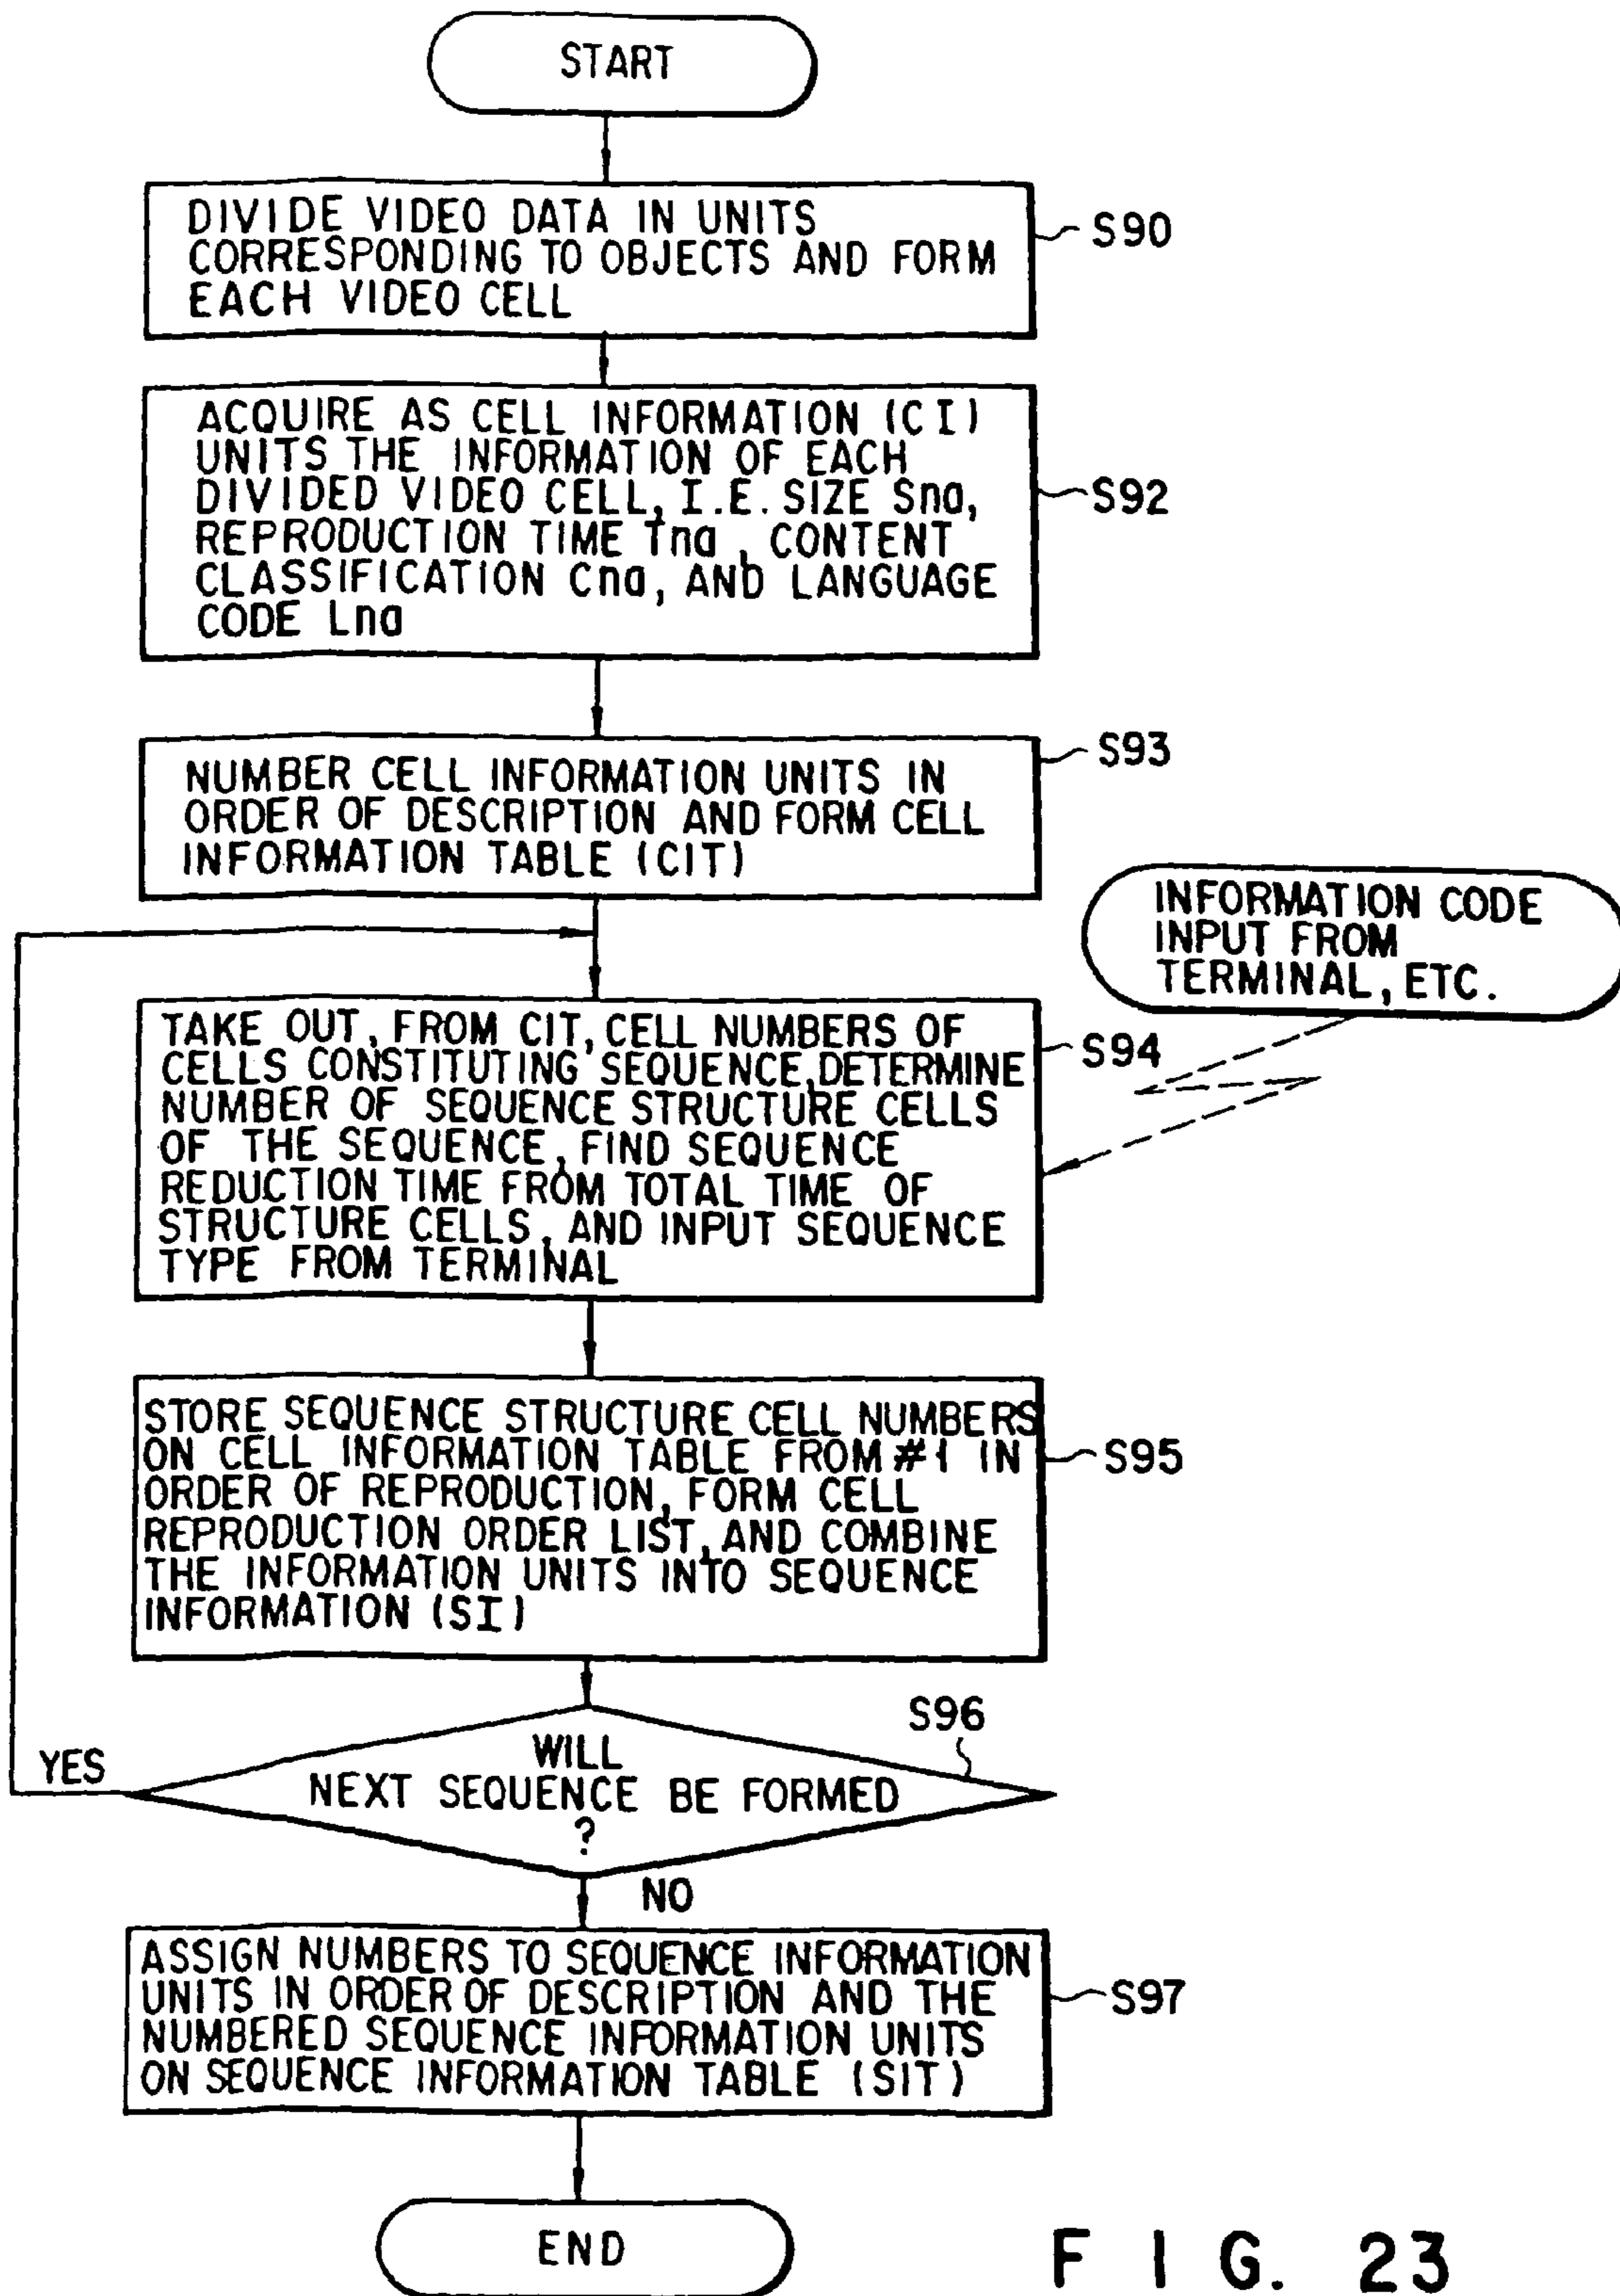 START
DIVIDE VIDEO DATA IN UNITS
CORRESPONDING TO OBJECTS AND FORM
EACH VIDEO CELL
S90
ACQUIRE AS CELL INFORMATION (CI)
UNITS THE INFORMATION OF EACH
DIVIDED VIDEO CELL, I.E. SIZE Sna,
REPRODUCTION TIME Tna, CONTENT
CLASSIFICATION Cna, AND LANGUAGE
CODE Lna
S92
NUMBER CELL INFORMATION UNITS IN
ORDER OF DESCRIPTION AND FORM CELL
INFORMATION TABLE (CIT)
S93
INFORMATION CODE
INPUT FROM
TERMINAL, ETC.
TAKE OUT, FROM CIT, CELL NUMBERS OF
CELLS CONSTITUTING SEQUENCE, DETERMINE
NUMBER OF SEQUENCE STRUCTURE CELLS
OF THE SEQUENCE, FIND SEQUENCE
REDUCTION TIME FROM TOTAL TIME OF
STRUCTURE CELLS, AND INPUT SEQUENCE
TYPE FROM TERMINAL
S94
STORE SEQUENCE STRUCTURE CELL NUMBERS
ON CELL INFORMATION TABLE FROM #1 IN
ORDER OF REPRODUCTION, FORM CELL
REPRODUCTION ORDER LIST, AND COMBINE
THE INFORMATION UNITS INTO SEQUENCE
INFORMATION (SI)
S95
S96
WILL
NEXT SEQUENCE BE FORMED
?
YES
NO
ASSIGN NUMBERS TO SEQUENCE INFORMATION
UNITS IN ORDER OF DESCRIPTION AND THE
NUMBERED SEQUENCE INFORMATION UNITS
ON SEQUENCE INFORMATION TABLE (SIT)
S97
END
FIG. 23